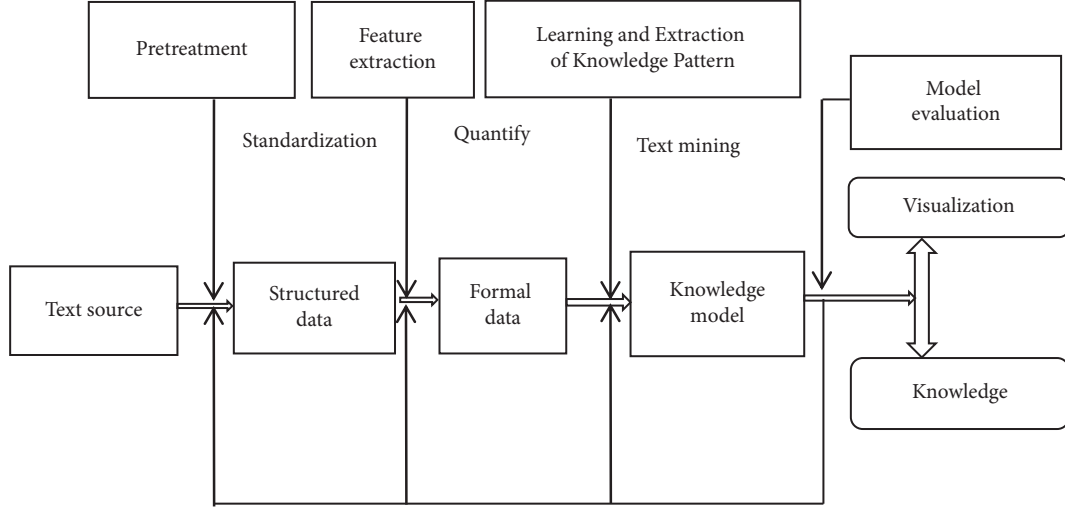 Pretreatment
Feature
extraction
Learning and Extraction
of Knowledge Pattern
Model
evaluation
Standardization
Quantify
Text mining
Visualization
Text source
Structured
data
Formal
data
Knowledge
model
Knowledge